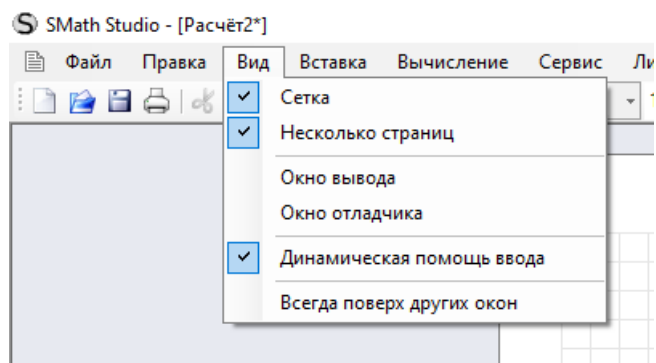 SMath Studio - [Расчёт2*]
Файл Правка Вид Вставка Вычисление Сервис
Сетка
Несколько страниц
Окно вывода
Окно отладчика
Динамическая помощь ввода
Всегда поверх других окон